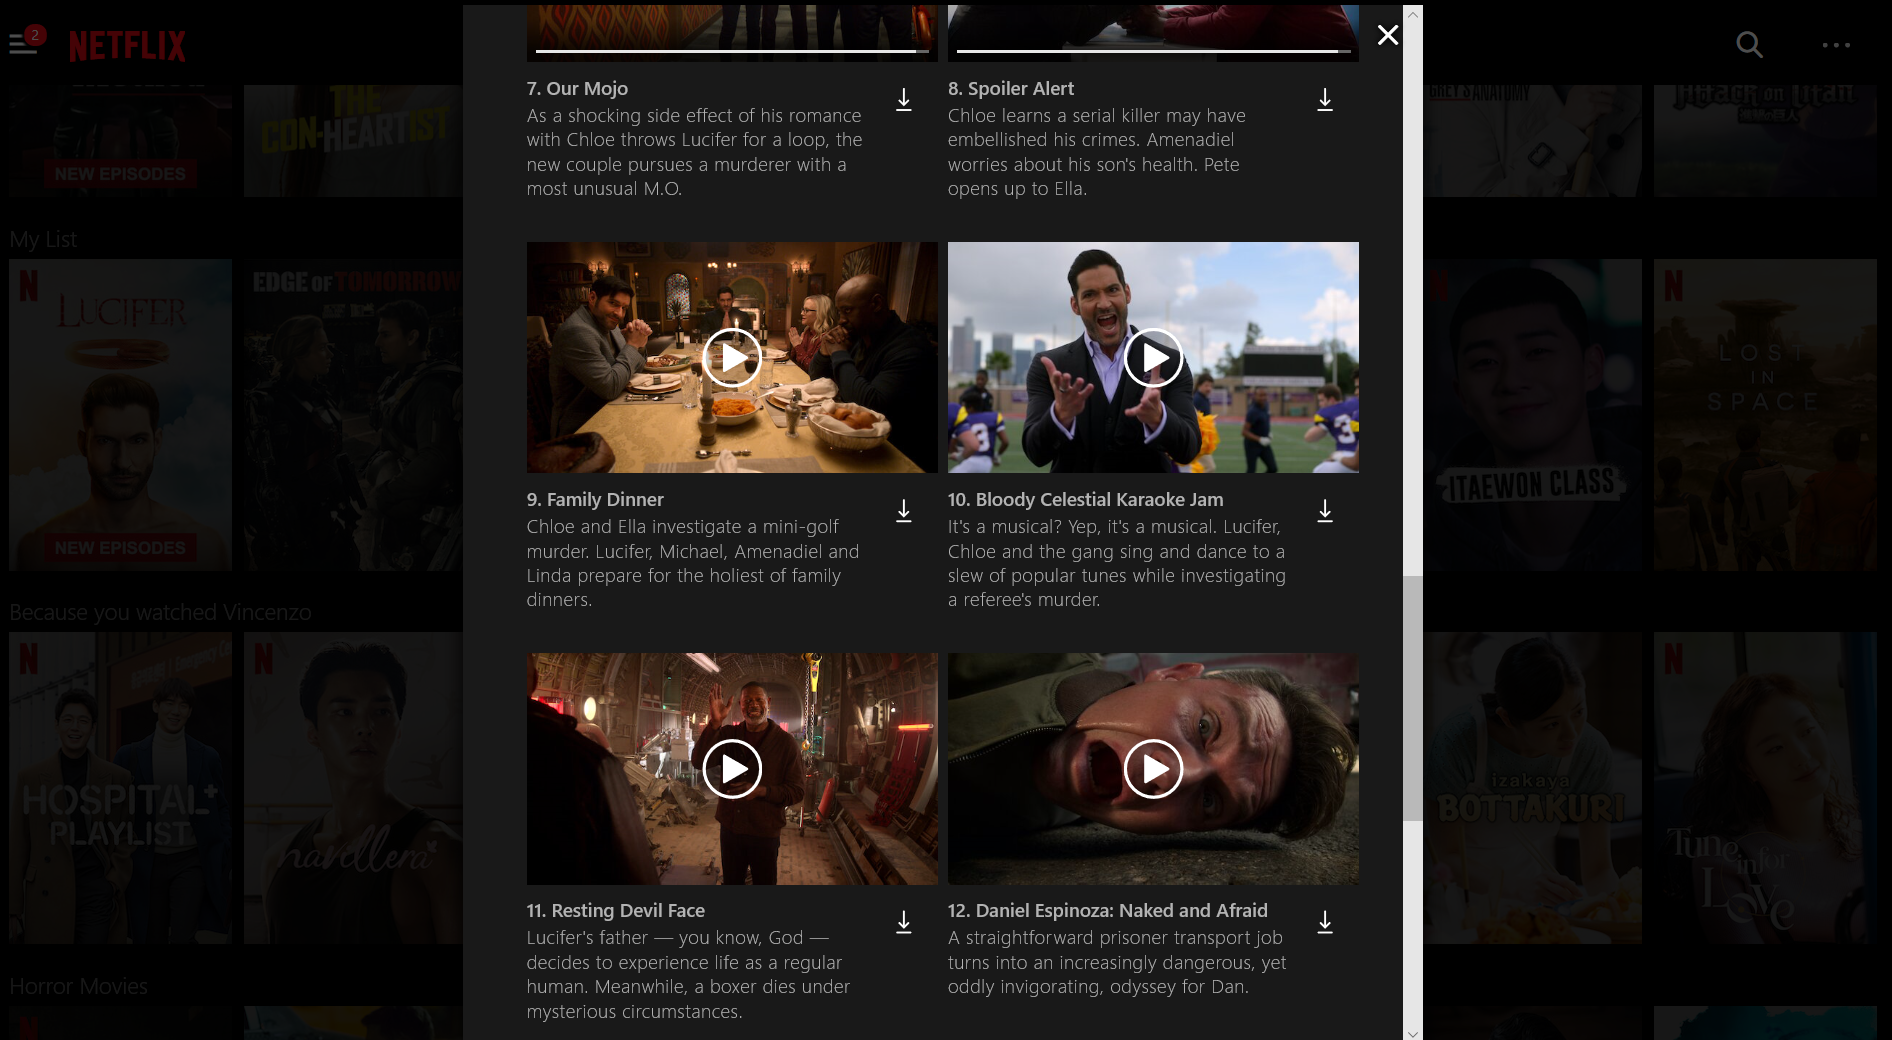 2
NETFLIX
THE
CON-HEARTIST
NEW EPISODES
GREY'S ANATOMY
Attack on Titan
進撃の巨人
7. Our Mojo
As a shocking side effect of his romance
with Chloe throws Lucifer for a loop, the
new couple pursues a murderer with a
most unusual M.O.
8. Spoiler Alert
Chloe learns a serial killer may have
embellished his crimes. Amenadiel
worries about his son's health. Pete
opens up to Ella.
My List
N
LUCIFER
NEW EPISODES
EDGE OF TOMORROW
N
ITAEWON CLASS
N
LOST
IN
SPACE
9. Family Dinner
Chloe and Ella investigate a mini-golf
murder. Lucifer, Michael, Amenadiel and
Linda prepare for the holiest of family
dinners.
10. Bloody Celestial Karaoke Jam
It's a musical? Yep, it's a musical. Lucifer,
Chloe and the gang sing and dance to a
slew of popular tunes while investigating
a referee's murder.
Because you watched Vincenzo
N
HOSPITAL
PLAYLIST
N
navillera
izakaya
BOTTAKURI
N
Tune in for
Love
11. Resting Devil Face
Lucifer's father — you know, God —
decides to experience life as a regular
human. Meanwhile, a boxer dies under
mysterious circumstances.
12. Daniel Espinoza: Naked and Afraid
A straightforward prisoner transport job
turns into an increasingly dangerous, yet
oddly invigorating, odyssey for Dan.
Horror Movies